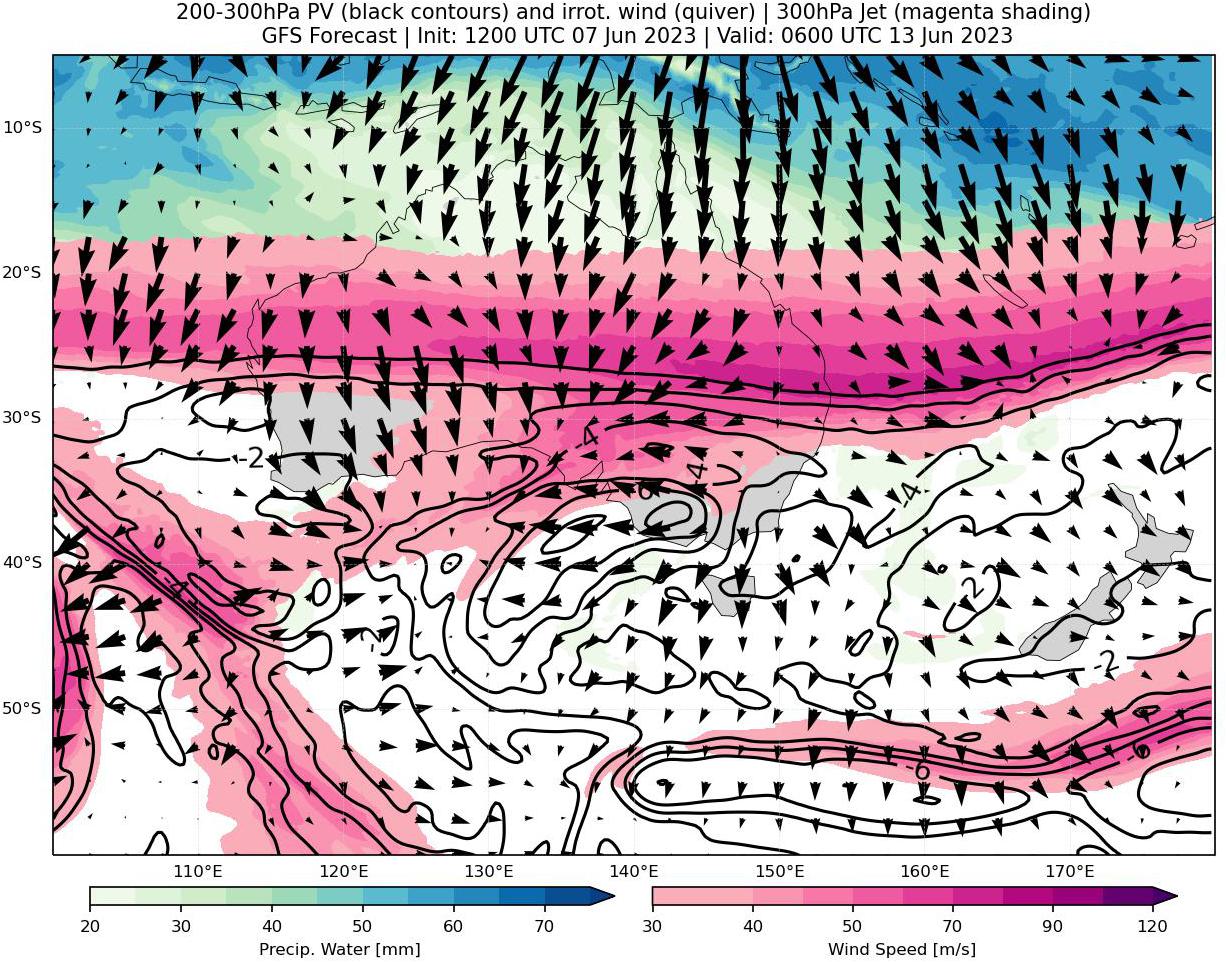 200-300hPa PV (black contours) and irrot. wind (quiver) | 300hPa Jet (magenta shading)
GFS Forecast | Init: 1200 UTC 07 Jun 2023 | Valid: 0600 UTC 13 Jun 2023
10°S
20°S
30°S
40°S
50°S
-4
-2
-4
-4
-2
-2
-2
-6
110°E 120°E 130°E 140°E 150°E 160°E 170°E
20 30 40 50 60 70
Precip. Water [mm]
30 40 50 70 90 120
Wind Speed [m/s]